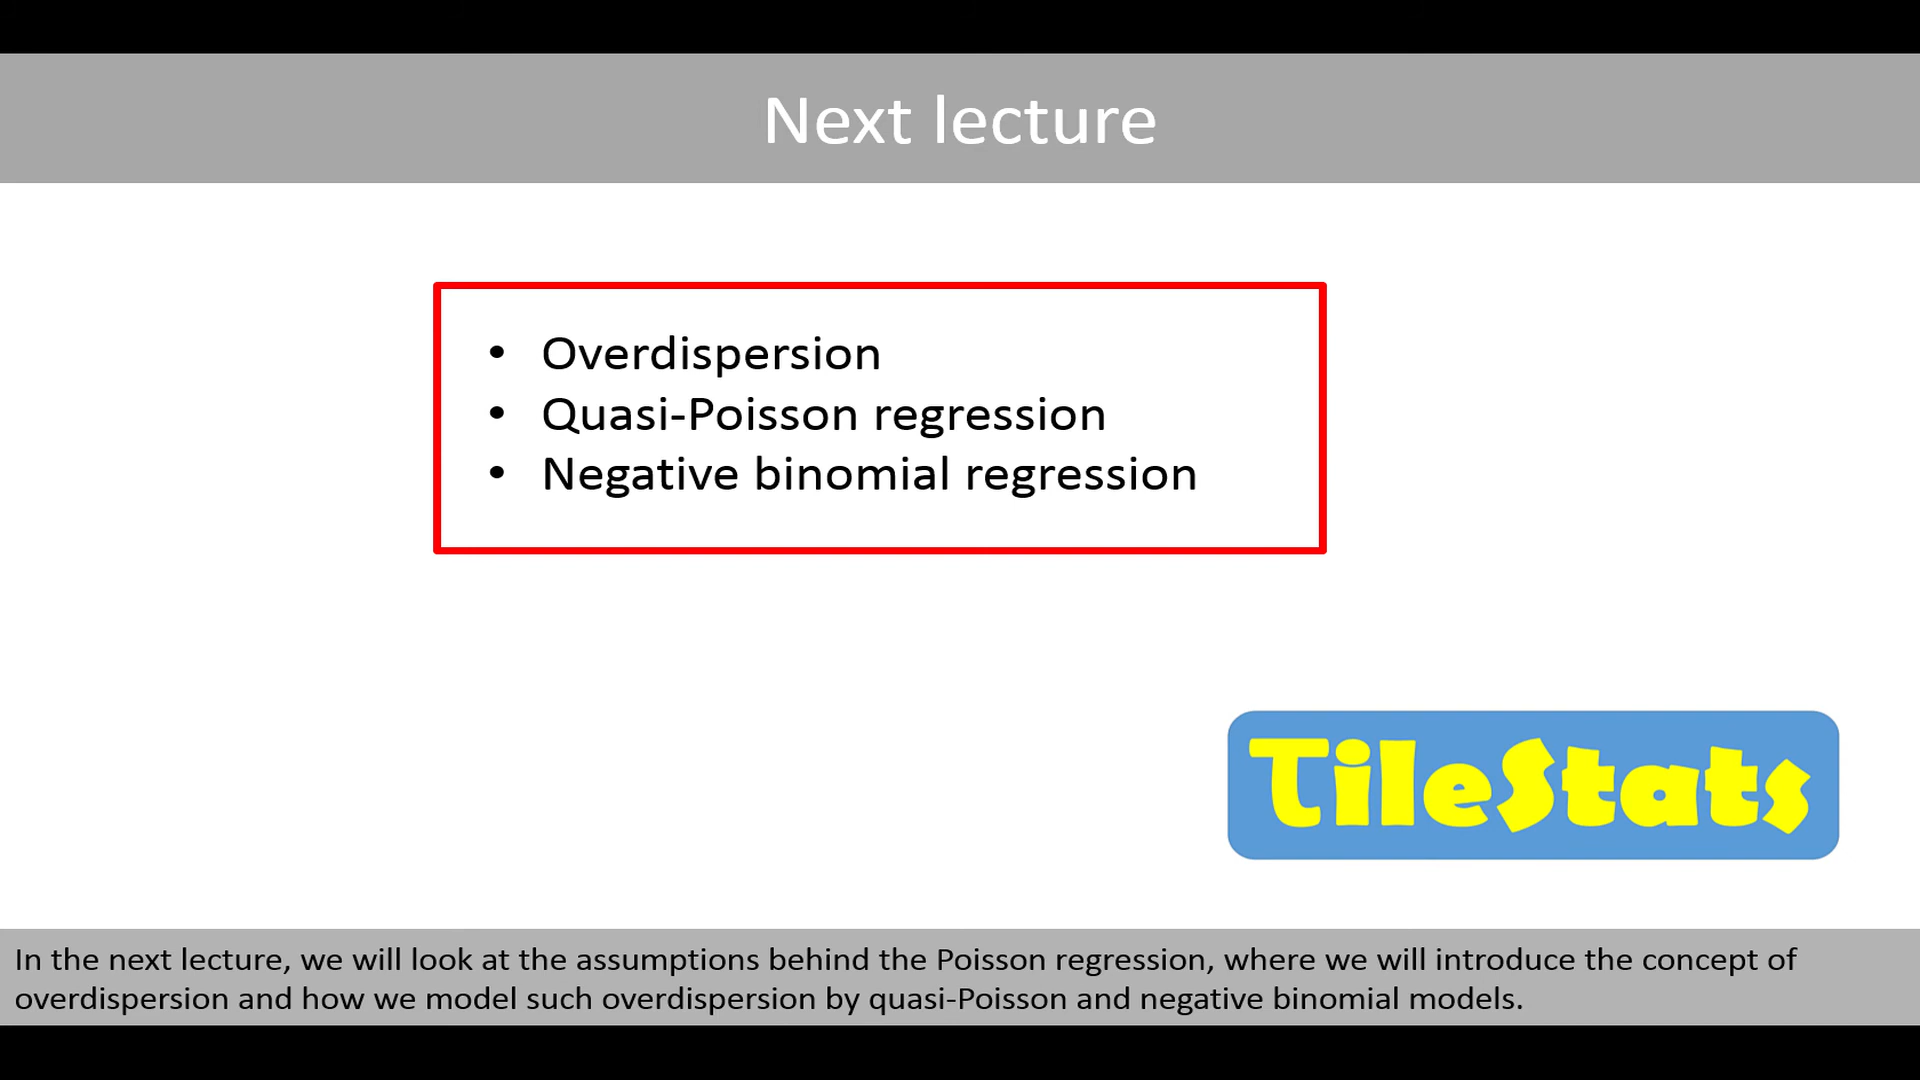 Next lecture
• Overdispersion
• Quasi-Poisson regression
• Negative binomial regression
TileStats
In the next lecture, we will look at the assumptions behind the Poisson regression, where we will introduce the concept of
overdispersion and how we model such overdispersion by quasi-Poisson and negative binomial models.